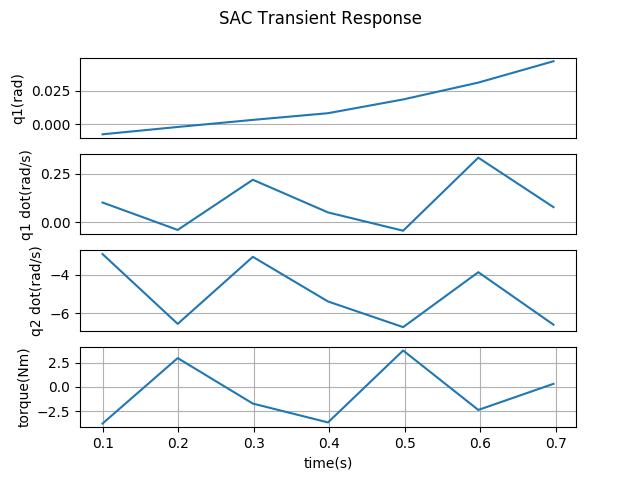 SAC Transient Response
q1(rad)
0.025
0.000
q1 dot(rad/s)
0.25
0.00
q2 dot(rad/s)
−4
−6
torque(Nm)
2.5
0.0
−2.5
0.1 0.2 0.3 0.4 0.5 0.6 0.7
time(s)